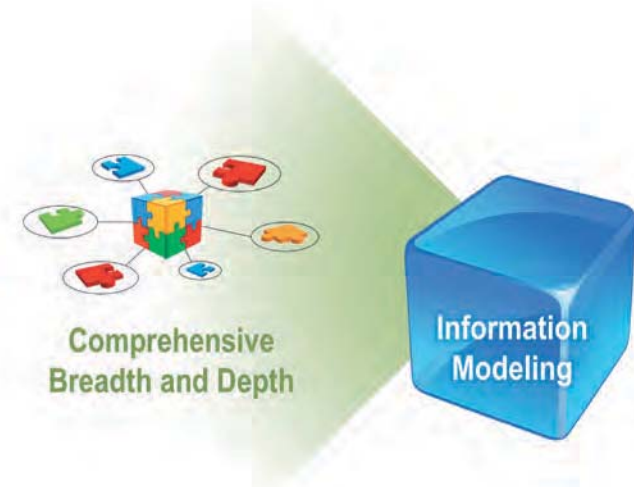 Comprehensive
Breadth and Depth
Information
Modeling